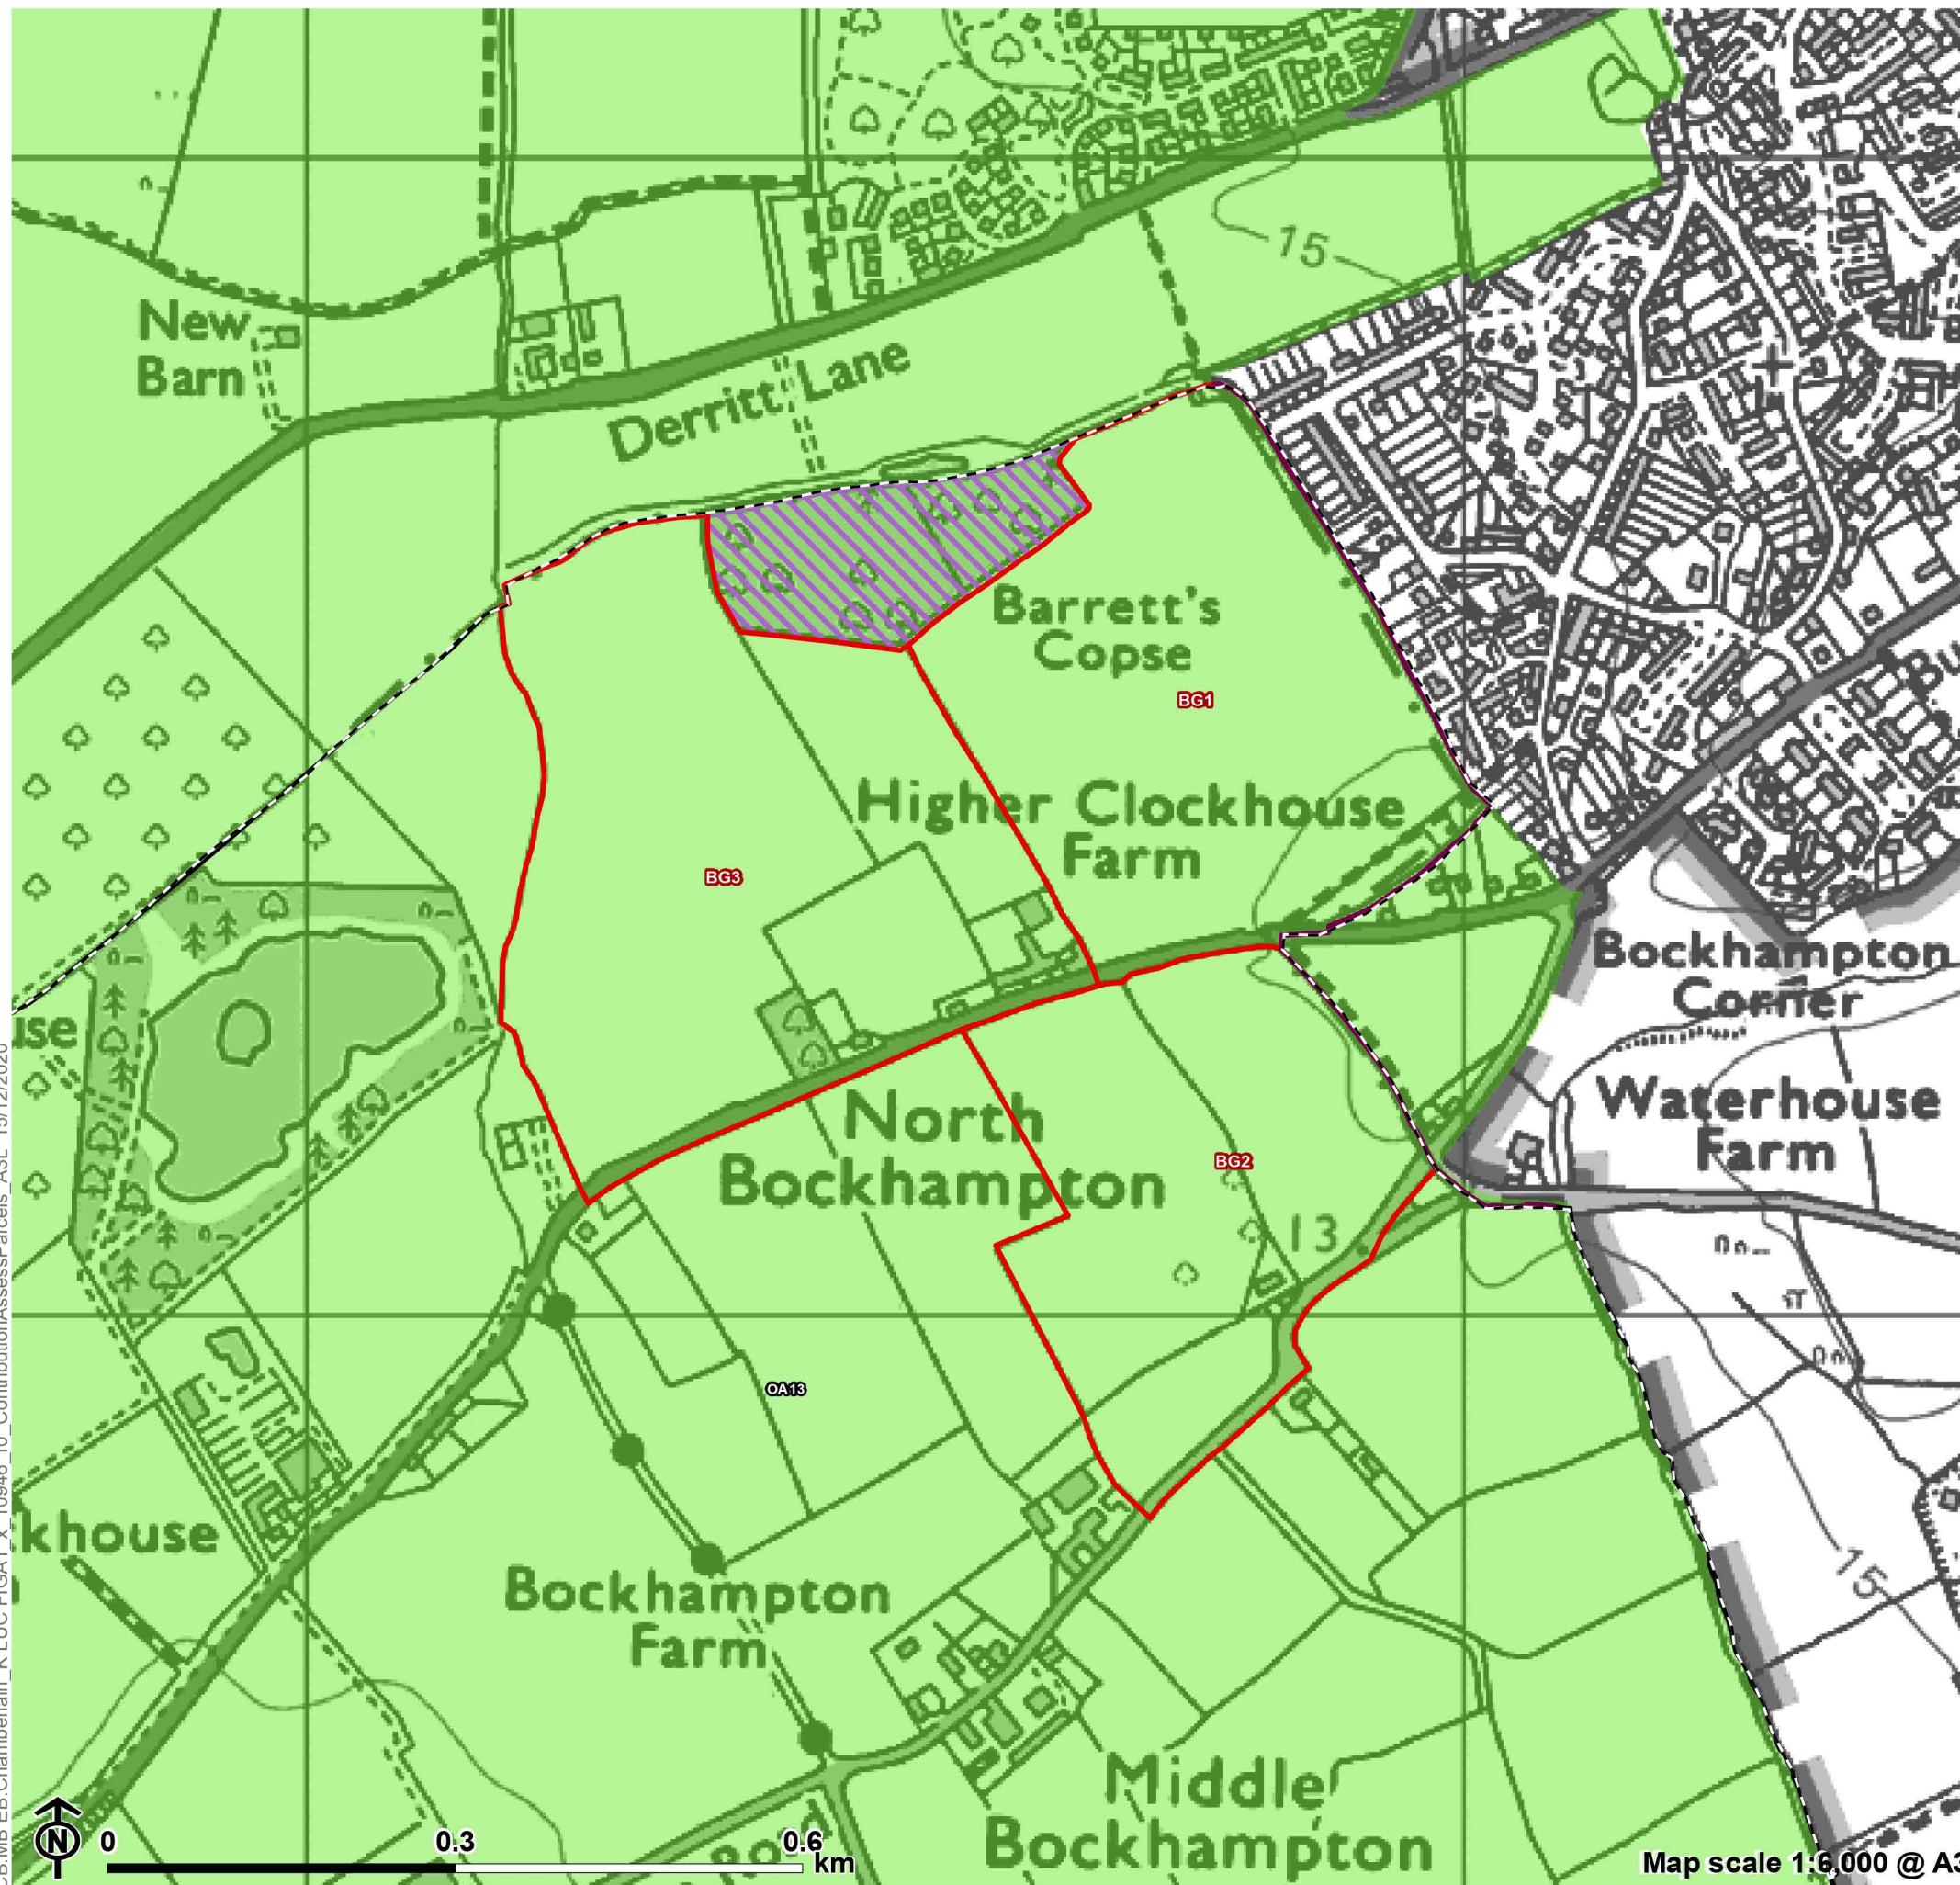 15
New
Barn
Derritt Lane
Barrett's
Copse
BG1
Higher Clockhouse
Farm
BG3
Bockhampton
Corner
North
Bockhampton
BG2
Waterhouse
Farm
13
OA13
khouse
Bockhampton
Farm
15
Middle
Bockhampton
Road
N
0 0.3 0.6
km
Map scale 1:6,000 @ A3